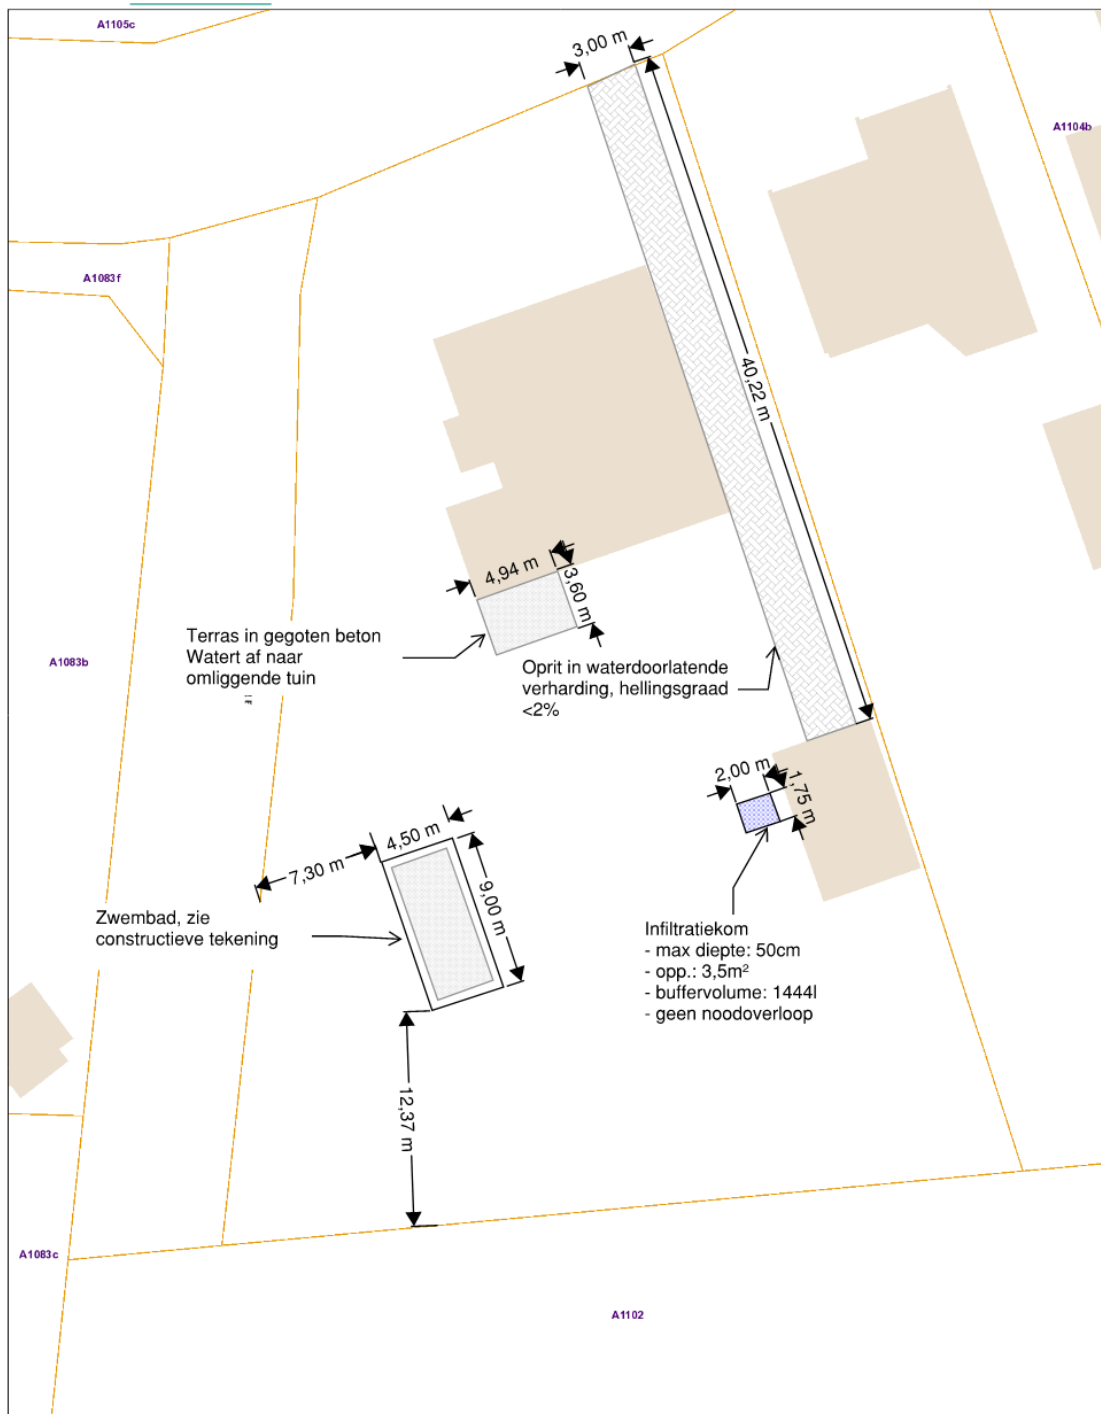 A1105c
3,00 m
A1104b
A1083f
40,22 m
4,94 m
3,60 m
Terras in gegoten beton
Watert af naar
omliggende tuin
A1083b
Oprit in waterdoorlatende
verharding, hellingsgraad
<2%
2,00 m
1,75 m
4,50 m
7,30 m
9,00 m
Zwembad, zie
constructieve tekening
Infiltratiekom
- max diepte: 50cm
- opp.: 3,5m²
- buffervolume: 1444l
- geen noodoverloop
12,37 m
A1083c
A1102